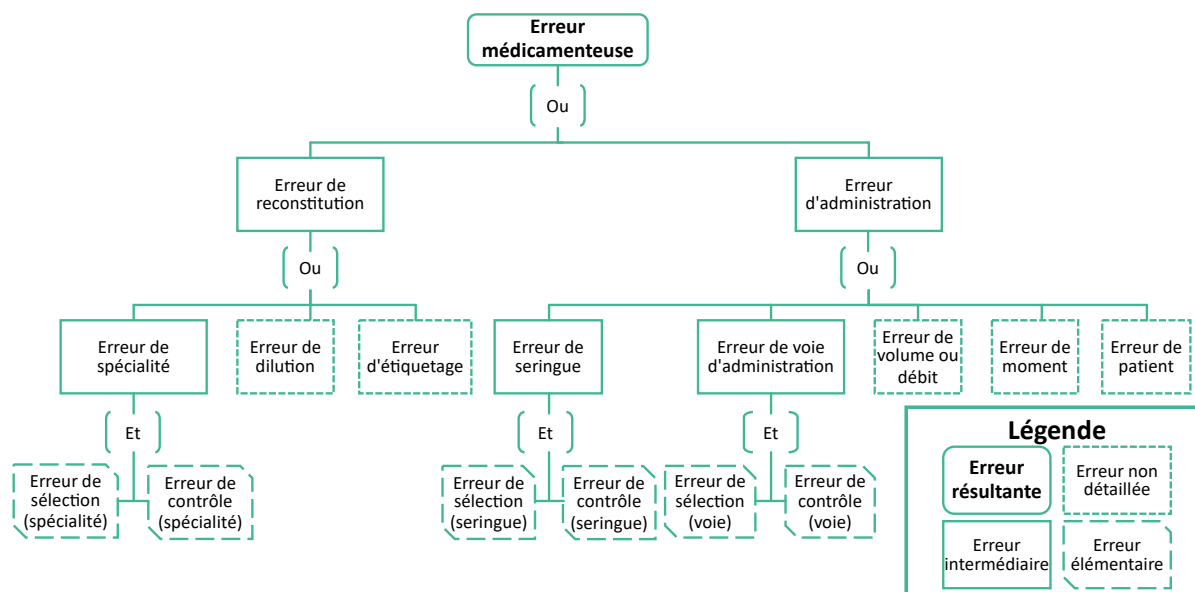 Erreur
médicamenteuse
Ou
Erreur de
reconstitution
Erreur
d'administration
Ou
Ou
Erreur de
spécialité
Erreur de
dilution
Erreur
d'étiquetage
Erreur de
seringue
Erreur de voie
d'administration
Erreur de
volume ou
débit
Erreur de
moment
Erreur de
patient
Et
Et
Et
Erreur de
sélection
(spécialité)
Erreur de
contrôle
(spécialité)
Erreur de
sélection
(seringue)
Erreur de
contrôle
(seringue)
Erreur de
sélection
(voie)
Erreur de
contrôle
(voie)
Légende
Erreur
résultante
Erreur non
détaillée
Erreur
intermédiaire
Erreur
élémentaire